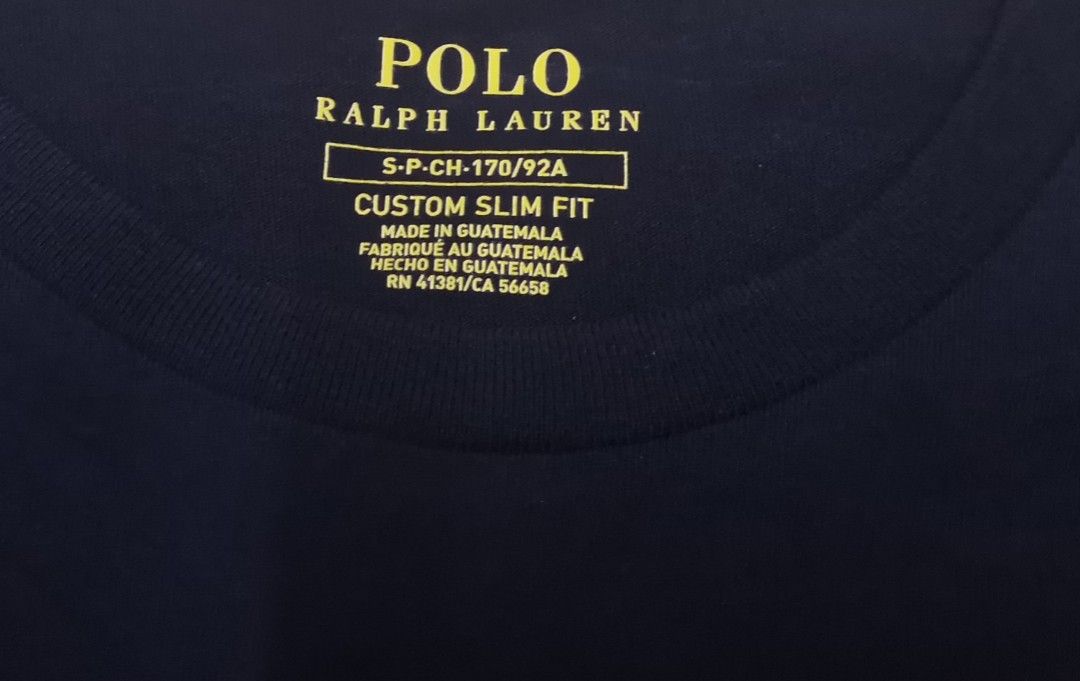 POLO
RALPH LAUREN
S·P·CH·170/92A
CUSTOM SLIM FIT
MADE IN GUATEMALA
FABRIQUÉ AU GUATEMALA
HECHO EN GUATEMALA
RN 41381/CA 56658